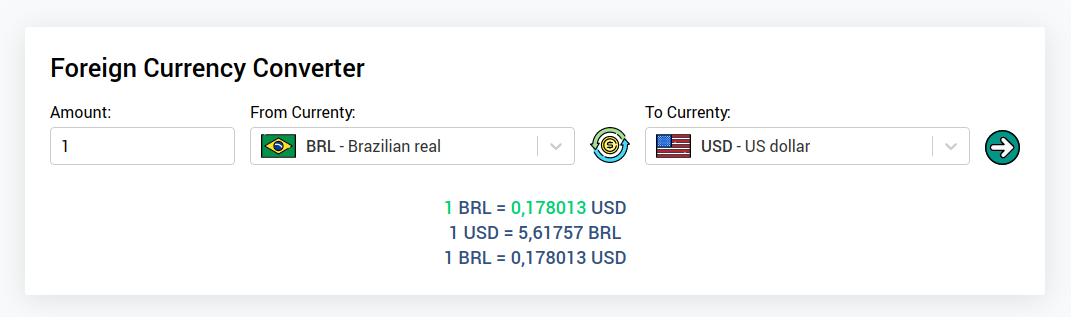 Foreign Currency Converter
Amount: From Currenty: To Currenty:
1 BRL - Brazilian real S USD - US dollar
1 BRL = 0,178013 USD
1 USD = 5,61757 BRL
1 BRL = 0,178013 USD